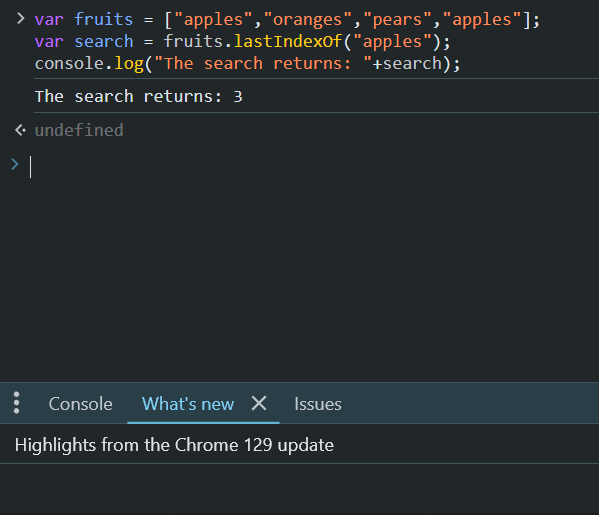 var fruits = ["apples","oranges","pears","apples"];
var search = fruits.lastIndexOf("apples");
console.log("The search returns: "+search);
The search returns: 3
undefined
Console What's new Issues
Highlights from the Chrome 129 update